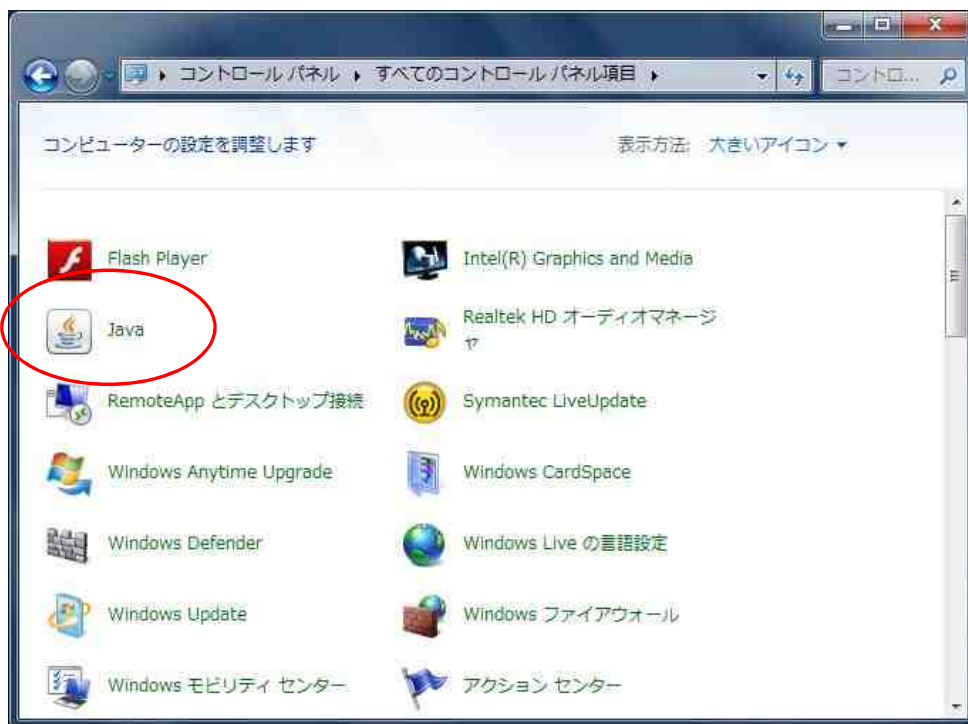 コントロール パネル ▸ すべてのコントロール パネル項目 ▸
コントロ...
コンピューターの設定を調整します
表示方法: 大きいアイコン
Flash Player
Intel(R) Graphics and Media
Java
Realtek HD オーディオマネージ
ャ
RemoteApp とデスクトップ接続
Symantec LiveUpdate
Windows Anytime Upgrade
Windows CardSpace
Windows Defender
Windows Live の言語設定
Windows Update
Windows ファイアウォール
Windows モビリティ センター
アクション センター